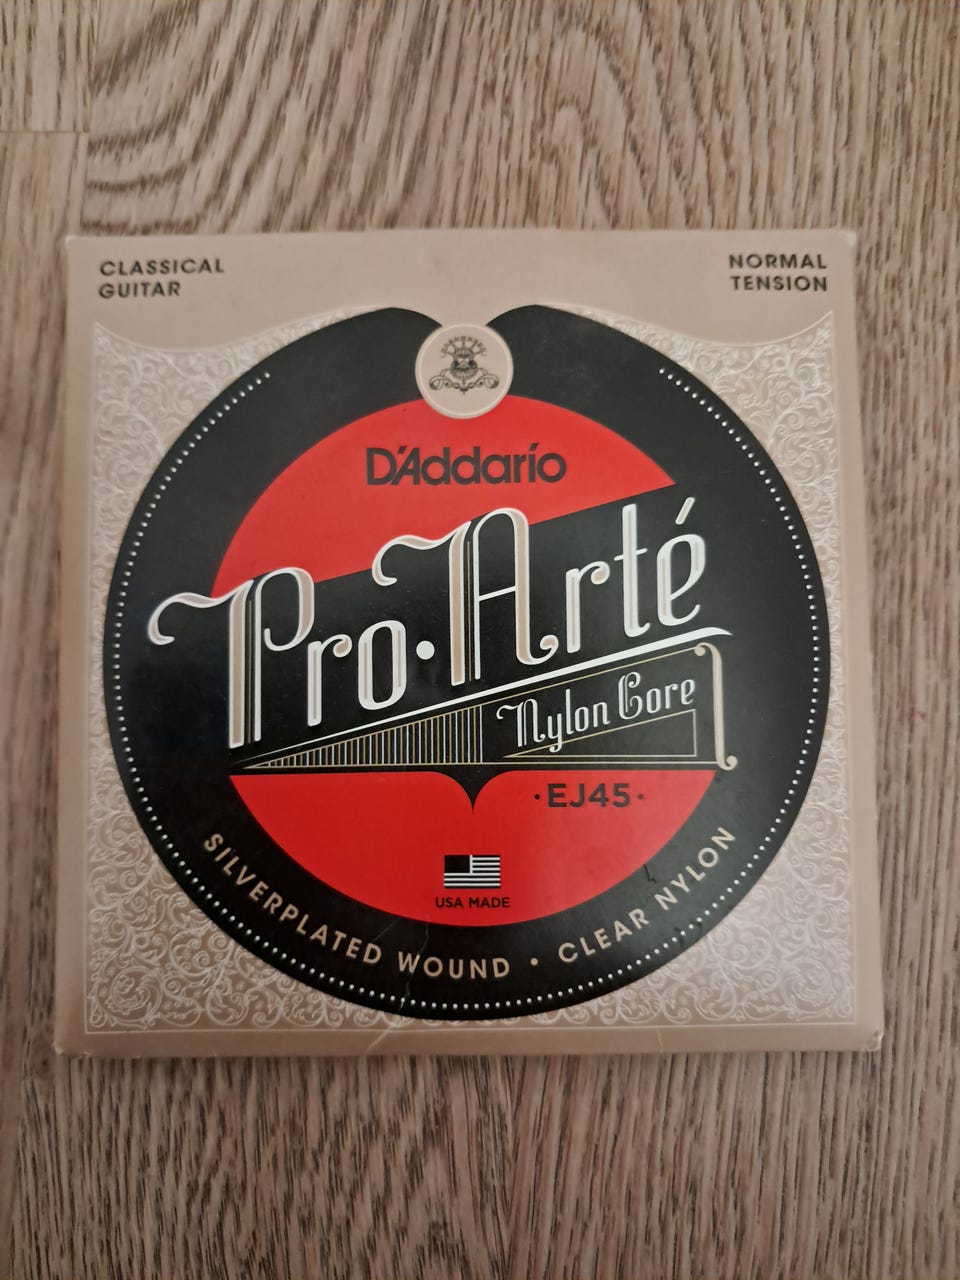 CLASSICAL
GUITAR
NORMAL
TENSION
D'Addario
Pro·Arté
Nylon Core
·EJ45·
USA MADE
SILVERPLATED WOUND • CLEAR NYLON